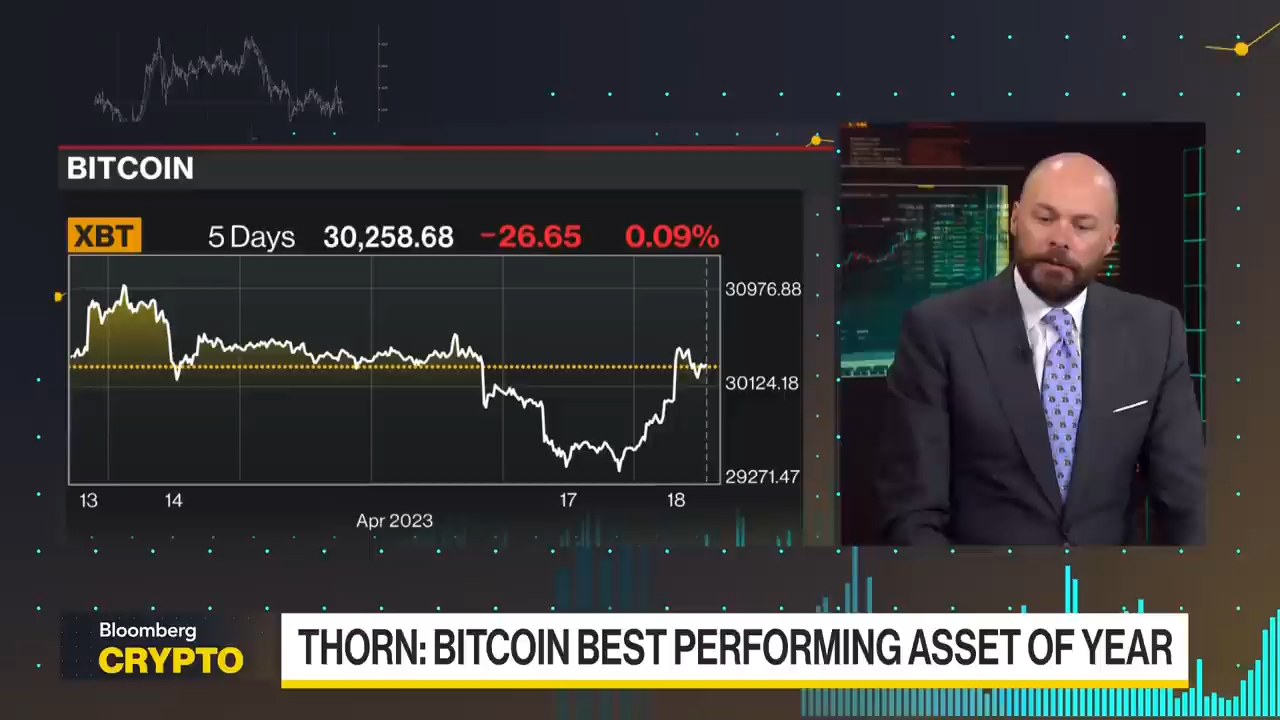 BITCOIN
XBT 5 Days 30,258.68 -26.65 0.09%
30976.88
30124.18
29271.47
13 14 17 18
Apr 2023
Bloomberg
CRYPTO
THORN: BITCOIN BEST PERFORMING ASSET OF YEAR